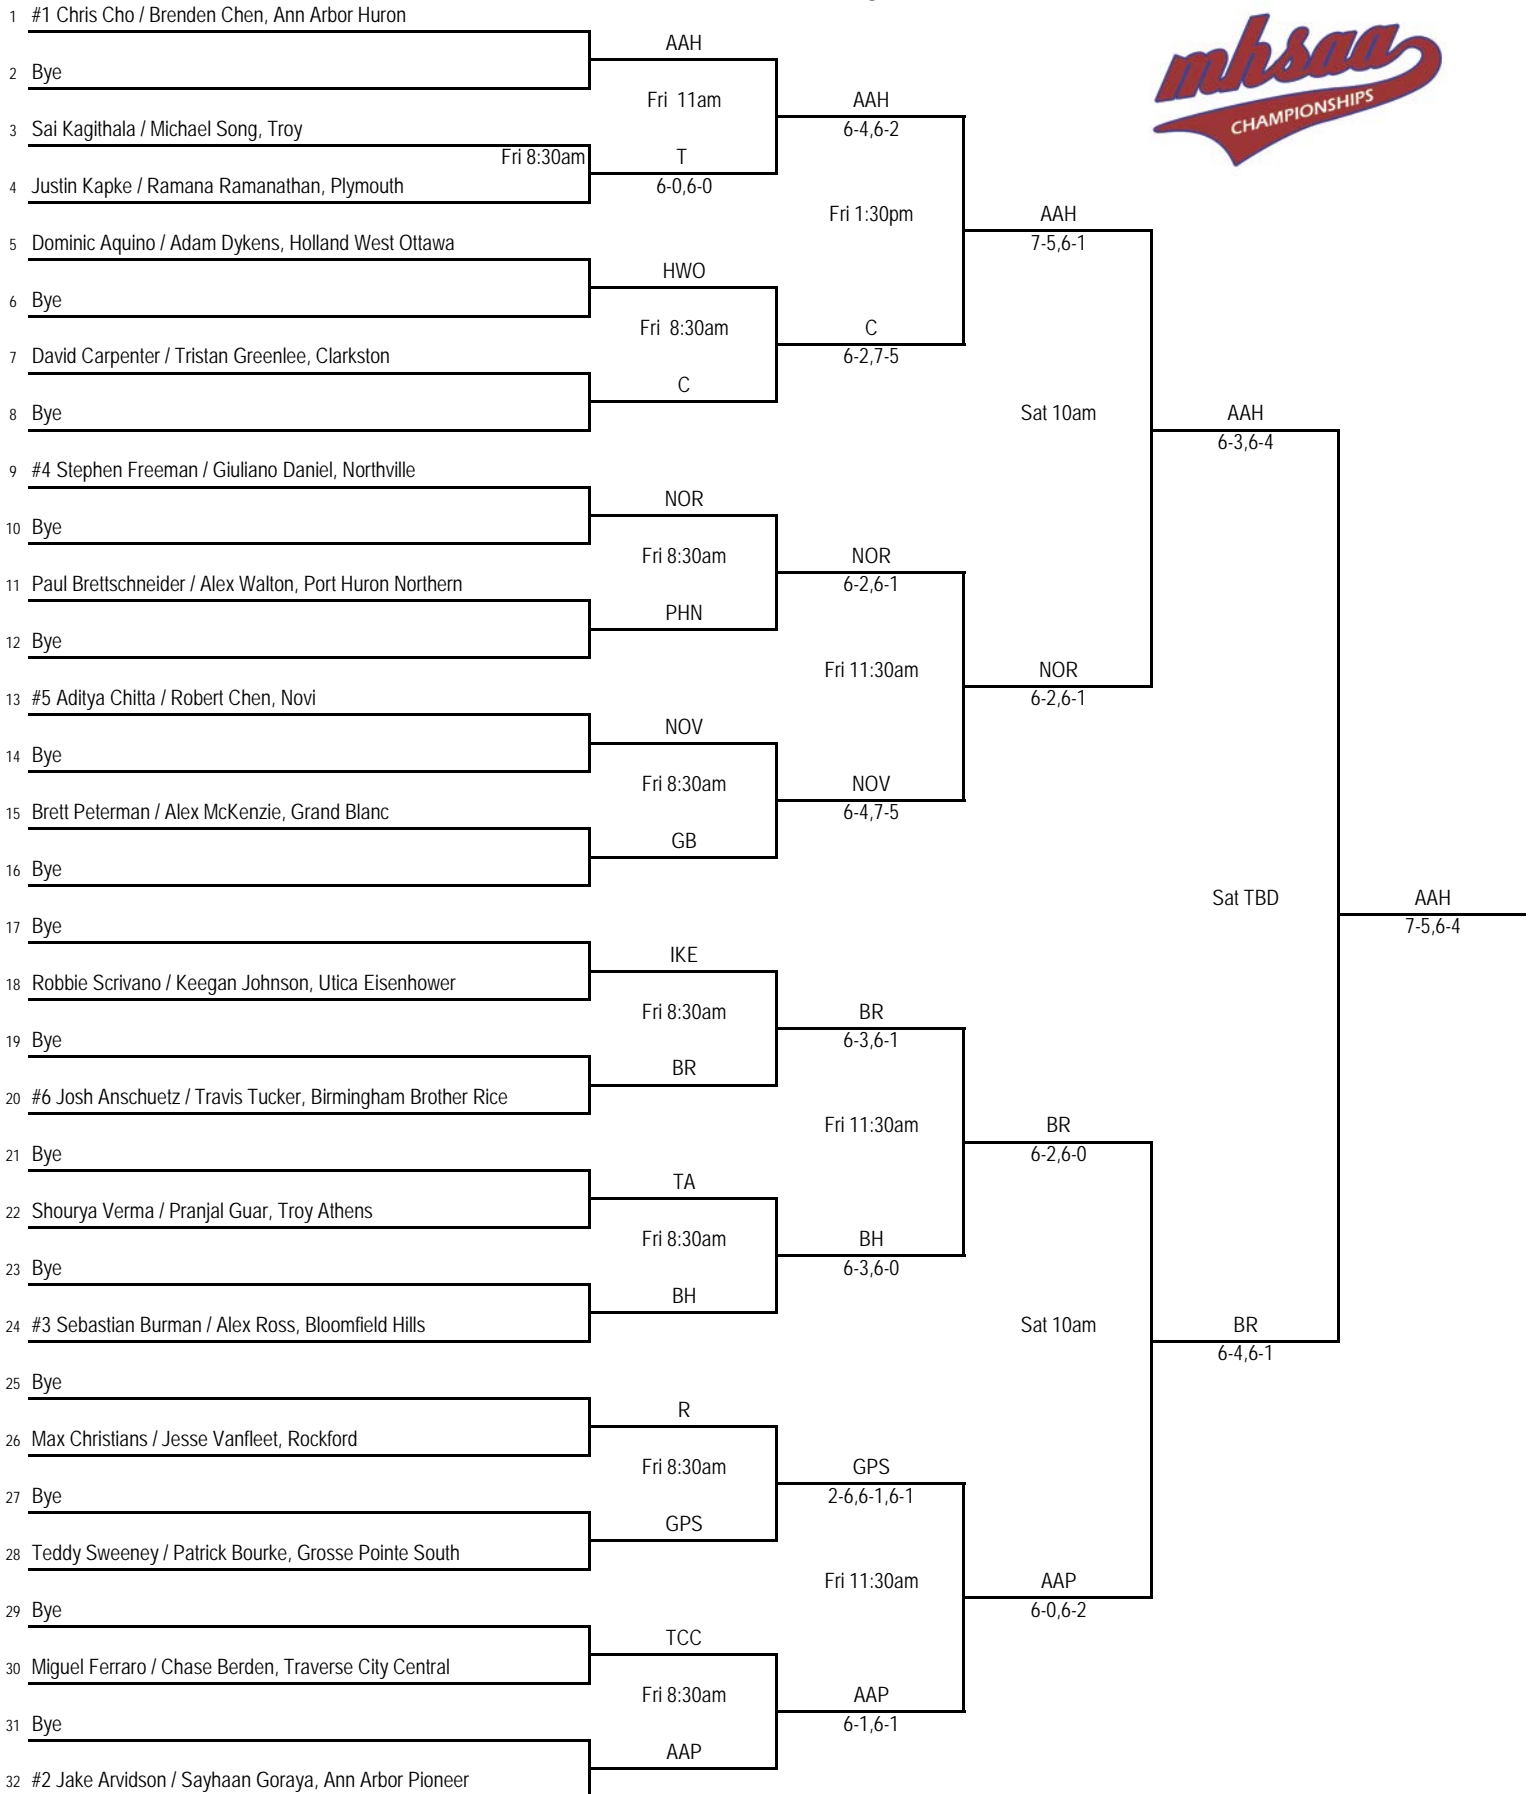 1 #1 Chris Cho / Brenden Chen, Ann Arbor Huron
AAH
2 Bye
Fri 11am
AAH
6-4,6-2
3 Sai Kagithala / Michael Song, Troy
Fri 8:30am
T
6-0,6-0
4 Justin Kapke / Ramana Ramanathan, Plymouth
Fri 1:30pm
AAH
7-5,6-1
5 Dominic Aquino / Adam Dykens, Holland West Ottawa
HWO
6 Bye
Fri 8:30am
C
6-2,7-5
7 David Carpenter / Tristan Greenlee, Clarkston
C
8 Bye
Sat 10am
AAH
6-3,6-4
9 #4 Stephen Freeman / Giuliano Daniel, Northville
NOR
10 Bye
Fri 8:30am
NOR
6-2,6-1
11 Paul Brettschneider / Alex Walton, Port Huron Northern
PHN
12 Bye
Fri 11:30am
NOR
6-2,6-1
13 #5 Aditya Chitta / Robert Chen, Novi
NOV
14 Bye
Fri 8:30am
NOV
6-4,7-5
15 Brett Peterman / Alex McKenzie, Grand Blanc
GB
16 Bye
Sat TBD
AAH
7-5,6-4
17 Bye
IKE
18 Robbie Scrivano / Keegan Johnson, Utica Eisenhower
Fri 8:30am
BR
6-3,6-1
19 Bye
BR
20 #6 Josh Anschuetz / Travis Tucker, Birmingham Brother Rice
Fri 11:30am
BR
6-2,6-0
21 Bye
TA
22 Shourya Verma / Pranjal Guar, Troy Athens
Fri 8:30am
BH
6-3,6-0
23 Bye
BH
24 #3 Sebastian Burman / Alex Ross, Bloomfield Hills
Sat 10am
BR
6-4,6-1
25 Bye
R
26 Max Christians / Jesse Vanfleet, Rockford
Fri 8:30am
GPS
2-6,6-1,6-1
27 Bye
GPS
28 Teddy Sweeney / Patrick Bourke, Grosse Pointe South
Fri 11:30am
AAP
6-0,6-2
29 Bye
TCC
30 Miguel Ferraro / Chase Berden, Traverse City Central
Fri 8:30am
AAP
6-1,6-1
31 Bye
AAP
32 #2 Jake Arvidson / Sayhaan Goraya, Ann Arbor Pioneer
mhsaa
CHAMPIONSHIPS